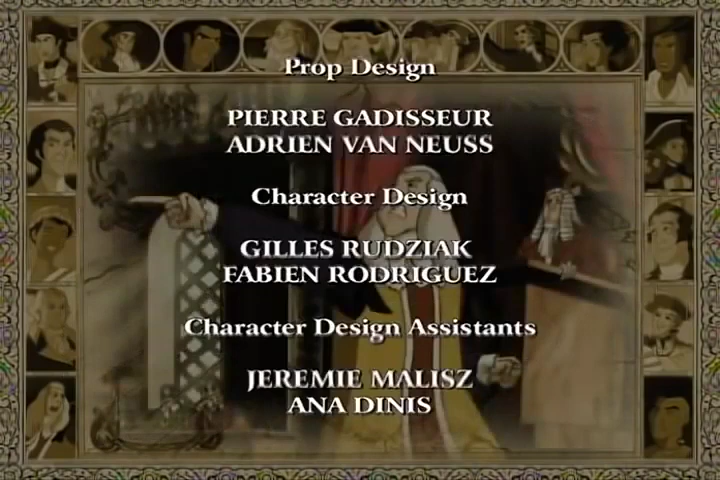 Prop Design
PIERRE GADISSEUR
ADRIEN VAN NEUSS
Character Design
GILLES RUDZIAK
FABIEN RODRIGUEZ
Character Design Assistants
JEREMIE MALISZ
ANA DINIS